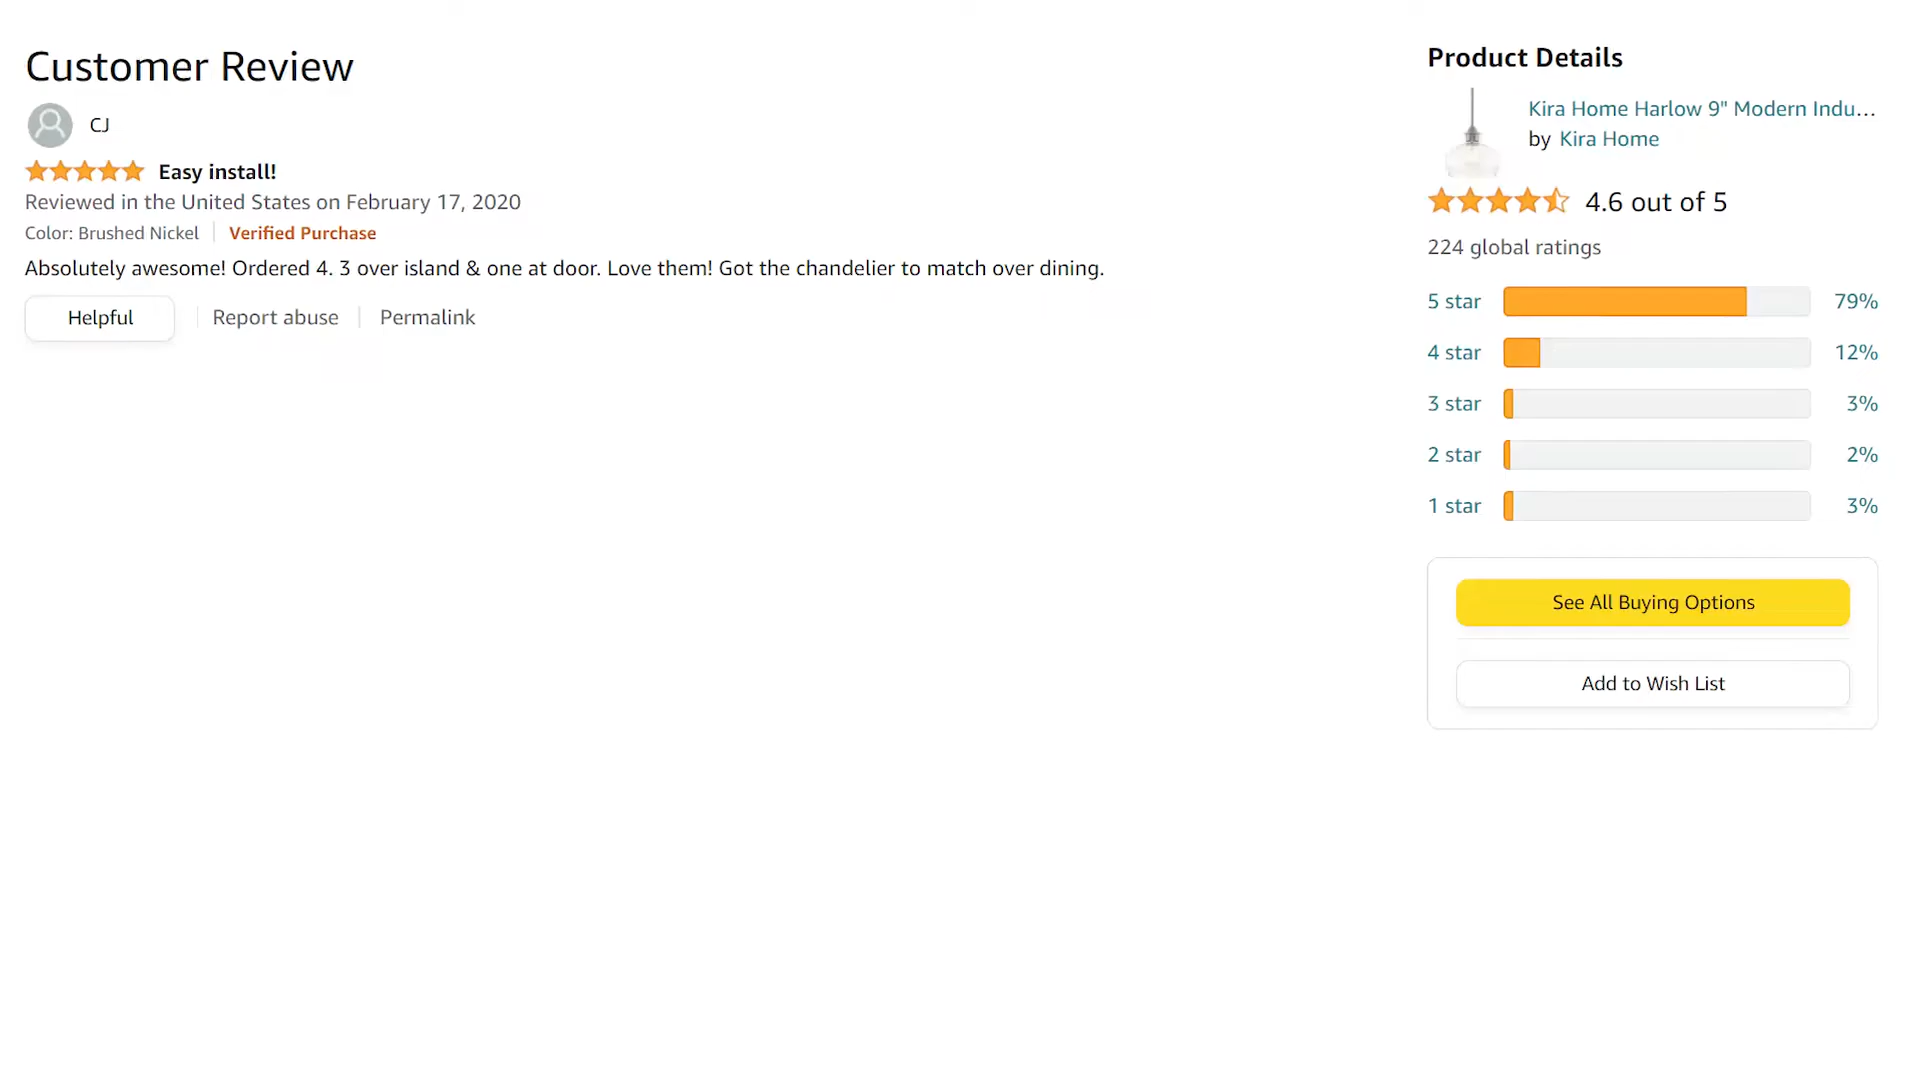 Customer Review
CJ
Easy install!
Reviewed in the United States on February 17, 2020
Color: Brushed Nickel | Verified Purchase
Absolutely awesome! Ordered 4. 3 over island & one at door. Love them! Got the chandelier to match over dining.
Helpful | Report abuse | Permalink
Product Details
Kira Home Harlow 9" Modern Indu...
by Kira Home
4.6 out of 5
224 global ratings
5 star 79%
4 star 12%
3 star 3%
2 star 2%
1 star 3%
See All Buying Options
Add to Wish List